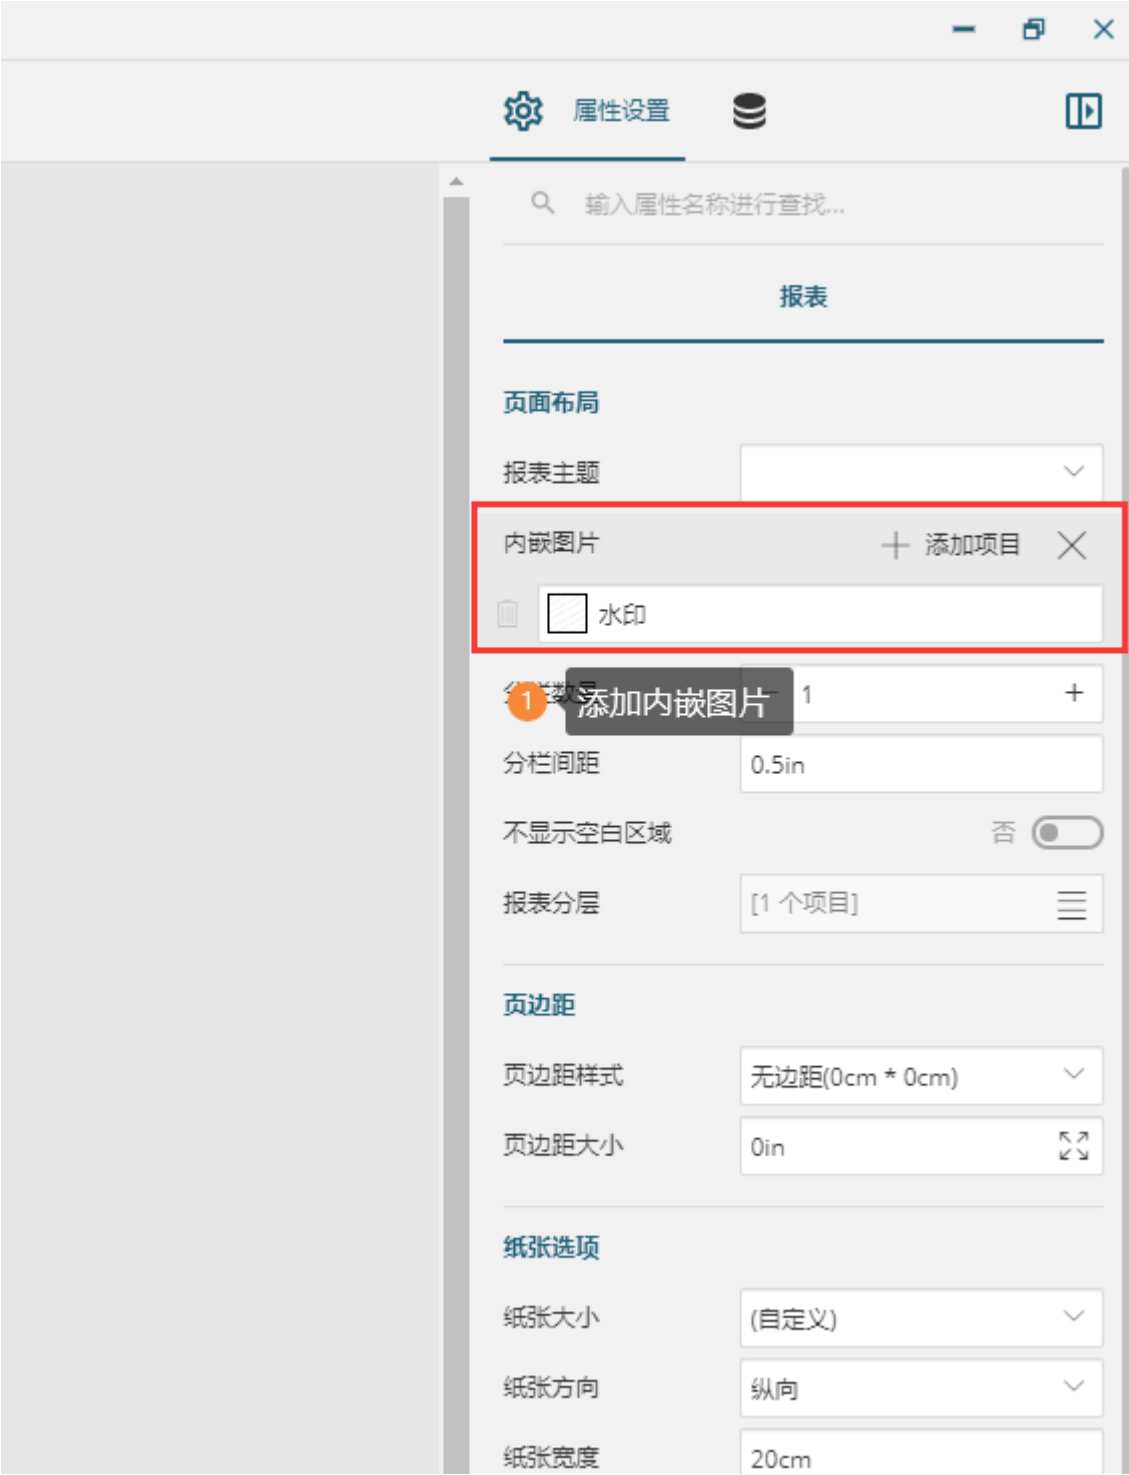 属性设置
输入属性名称进行查找...
报表
页面布局
报表主题
内嵌图片 添加项目
水印
1 添加内嵌图片 1
分栏间距 0.5in
不显示空白区域 否
报表分层 [1 个项目]
页边距
页边距样式 无边距(0cm * 0cm)
页边距大小 0in
纸张选项
纸张大小 (自定义)
纸张方向 纵向
纸张宽度 20cm